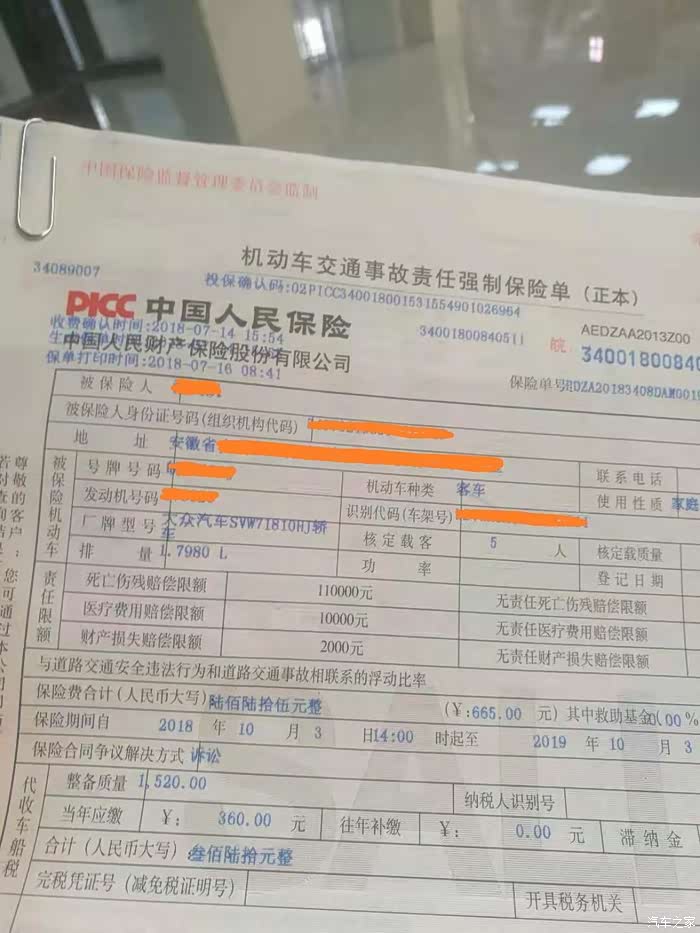 中国保险监督管理委员会监制
机动车交通事故责任强制保险单（正本）
34089007
投保确认码:02PICC340018001531554901026964
AEDZAA2013Z00
PICC 中国人民保险
34001800840511
皖:
34001800840
收费确认时间:2018-07-14 15:54
中国人民财产保险股份有限公司
保单打印时间:2018-07-16 08:41
保险单号:PDZA20183408DAM0019
被保险人
被保险人身份证号码(组织机构代码)
地 址 安徽省
联系电话
被保险机动车
号牌号码
机动车种类 客车
使用性质 家庭
发动机号码
识别代码(车架号)
厂牌型号 大众汽车SVW71810HJ轿车
核定载客 5 人
核定载质量
排 量 1.7980 L
功 率
登记日期
责任限额
死亡伤残赔偿限额 110000元
无责任死亡伤残赔偿限额
医疗费用赔偿限额 10000元
无责任医疗费用赔偿限额
财产损失赔偿限额 2000元
无责任财产损失赔偿限额
与道路交通安全违法行为和道路交通事故相联系的浮动比率
保险费合计(人民币大写) 陆佰陆拾伍元整 (¥:665.00 元) 其中救助基金(
.00 %
保险期间自 2018 年 10 月 3 日14:00 时起至 2019 年 10 月 3
保险合同争议解决方式 诉讼
代收车船税
整备质量 1,520.00
纳税人识别号
当年应缴 ¥: 360.00 元 往年补缴 ¥: 0.00 元 滞纳金
合计(人民币大写) :叁佰陆拾元整
完税凭证号(减免税证明号)
开具税务机关
汽车之家